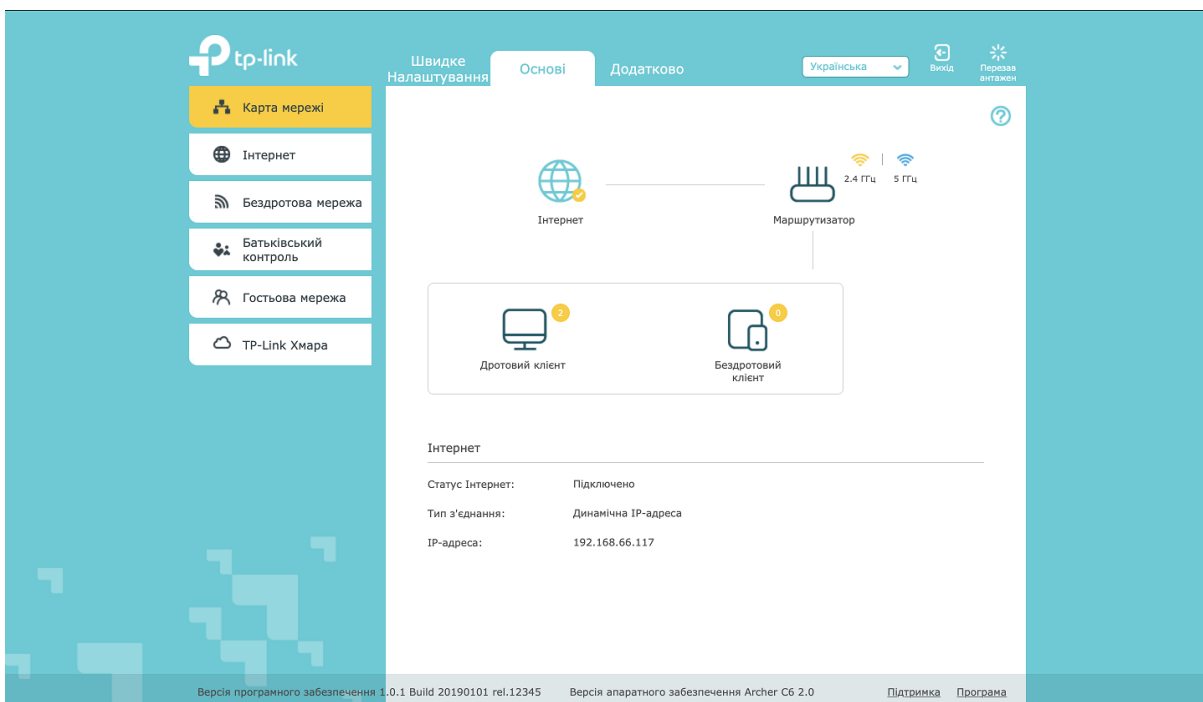 tp-link
Швидке
Налаштування
Основі
Додатково
Українська
Вихід
Перезав
антажен
Карта мережі
Інтернет
Бездротова мережа
Батьківський
контроль
Гостьова мережа
TP-Link Хмара
2.4 ГГц
5 ГГц
Інтернет
Маршрутизатор
2
0
Дротовий клієнт
Бездротовий
клієнт
Інтернет
Статус Інтернет: Підключено
Тип з'єднання: Динамічна IP-адреса
IP-адреса: 192.168.66.117
Версія програмного забезпечення 1.0.1 Build 20190101 rel.12345 Версія апаратного забезпечення Archer C6 2.0 Підтримка Програма